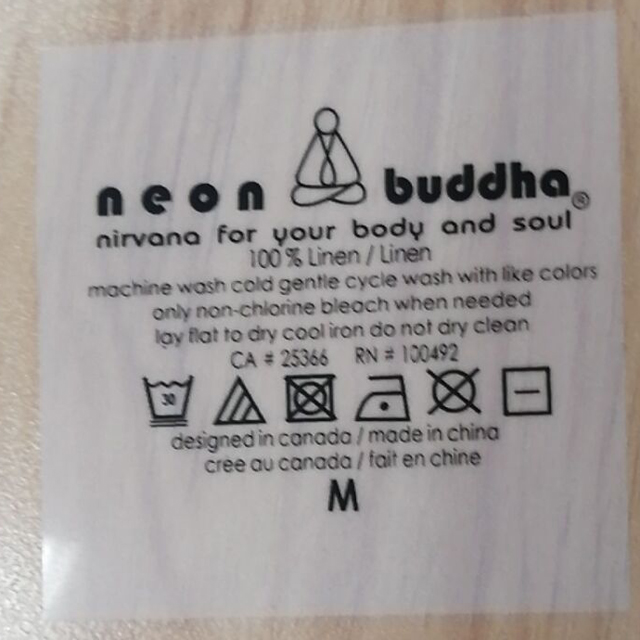 neon buddha®
nirvana for your body and soul
100% Linen / Linen
machine wash cold gentle cycle wash with like colors
only non-chlorine bleach when needed
lay flat to dry cool iron do not dry clean
CA # 25366 RN # 100492
30
designed in canada / made in china
cree au canada / fait en chine
M